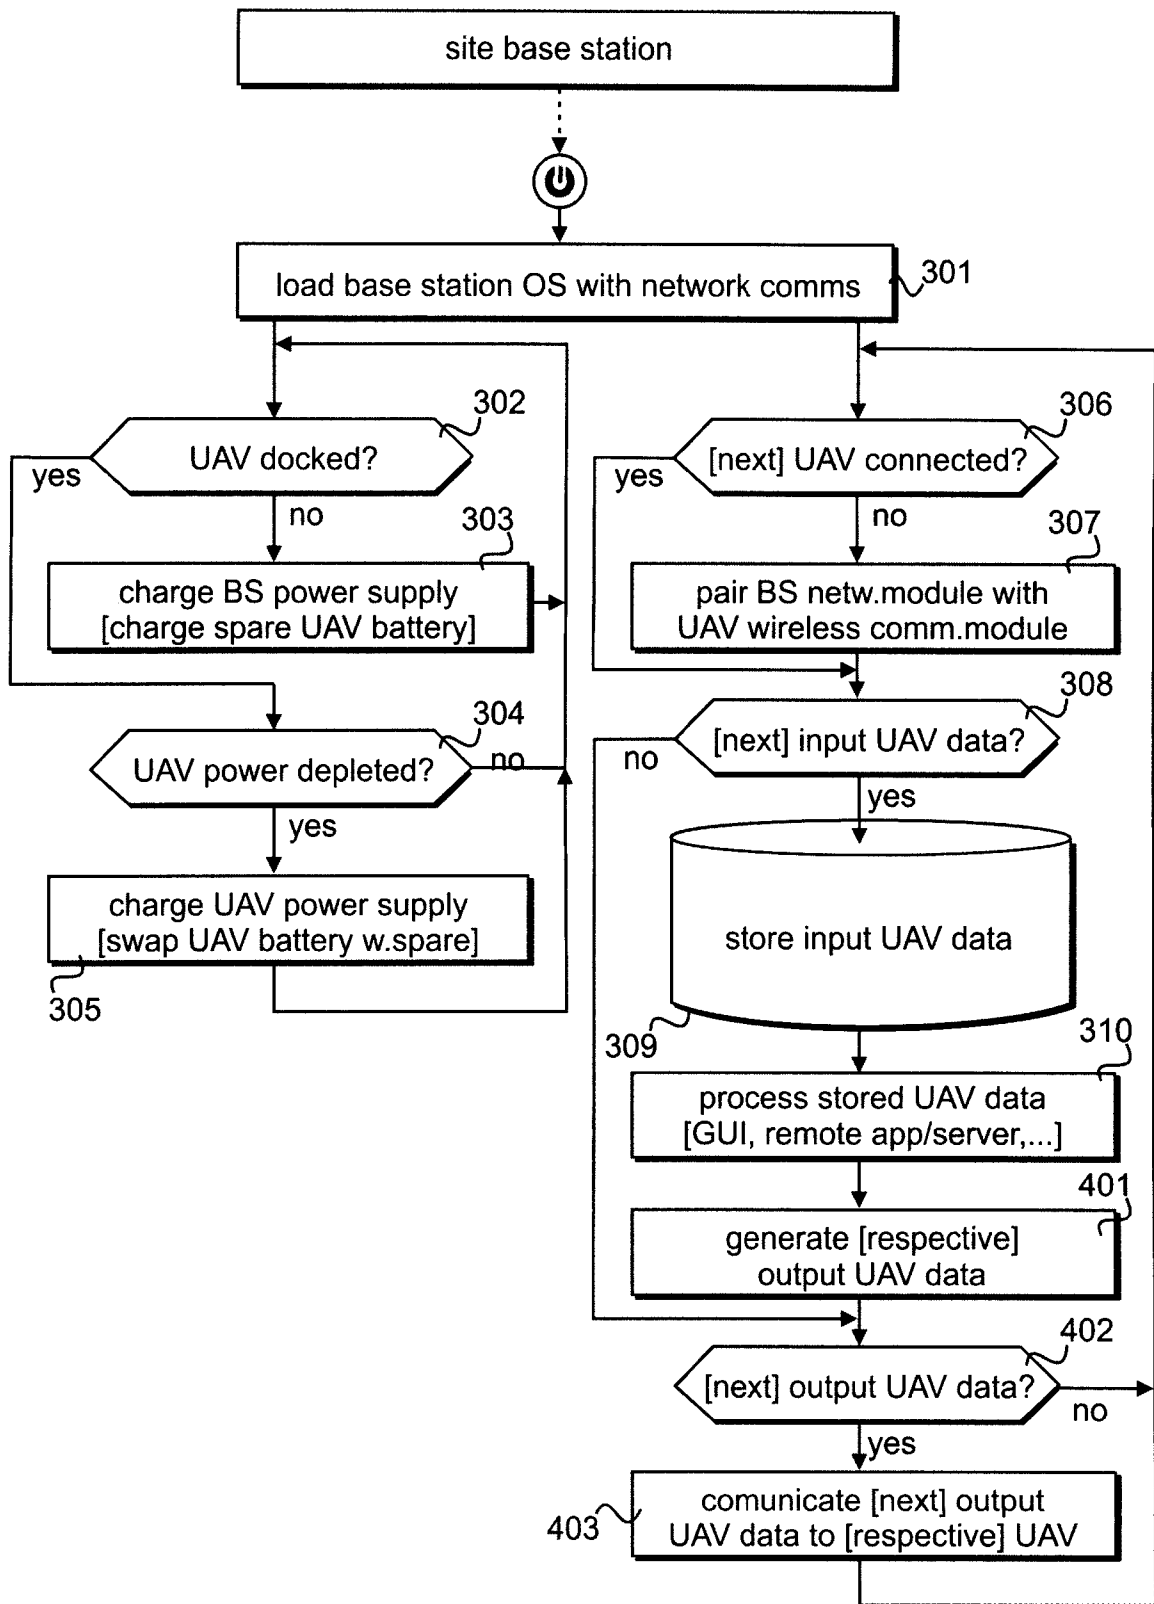 site base station
load base station OS with network comms
301
302
UAV docked?
yes
no
303
charge BS power supply
[charge spare UAV battery]
304
UAV power depleted?
no
yes
charge UAV power supply
[swap UAV battery w.spare]
305
306
[next] UAV connected?
yes
no
307
pair BS netw.module with
UAV wireless comm.module
308
[next] input UAV data?
no
yes
store input UAV data
309
310
process stored UAV data
[GUI, remote app/server,...]
401
generate [respective]
output UAV data
402
[next] output UAV data?
no
yes
comunicate [next] output
UAV data to [respective] UAV
403